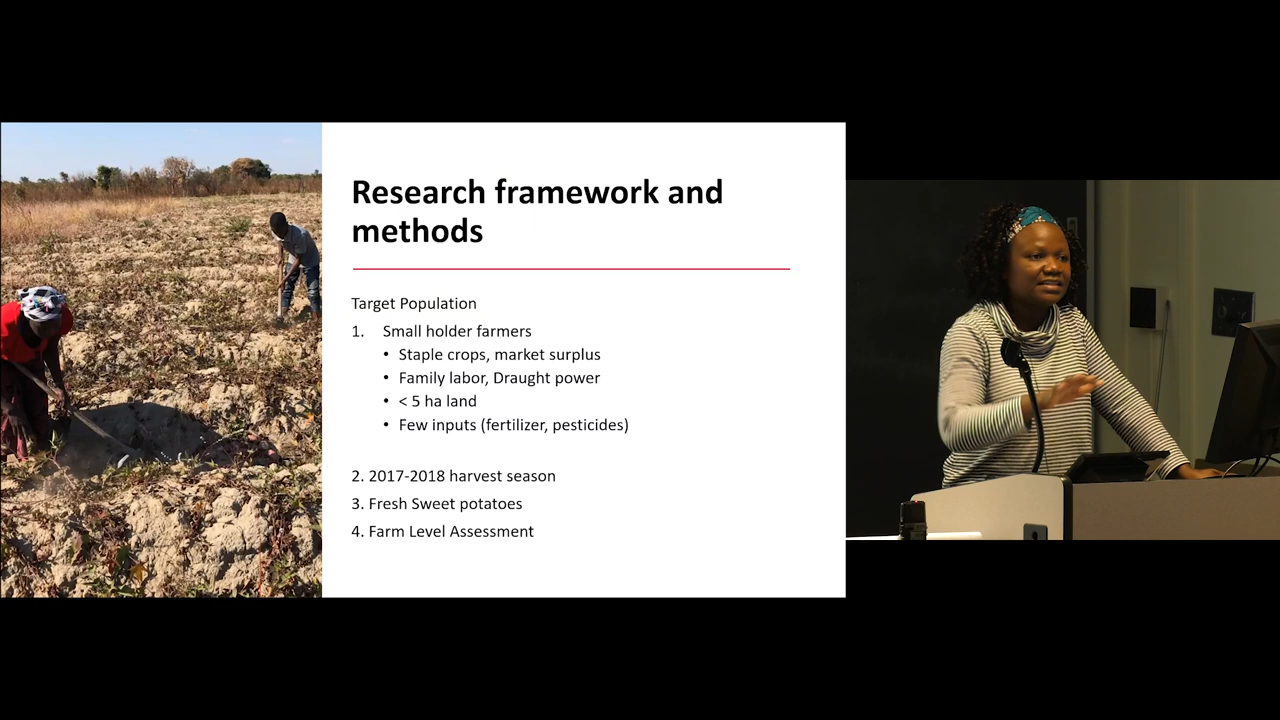 Research framework and
methods
Target Population
1. Small holder farmers
• Staple crops, market surplus
• Family labor, Draught power
• < 5 ha land
• Few inputs (fertilizer, pesticides)
2. 2017-2018 harvest season
3. Fresh Sweet potatoes
4. Farm Level Assessment